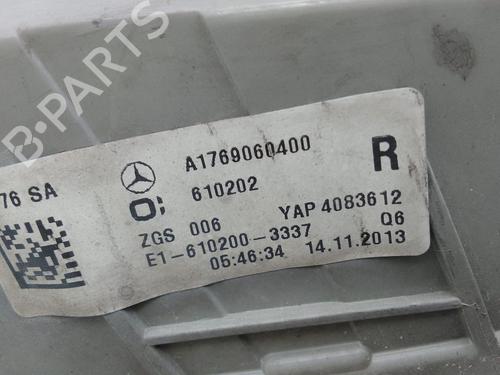 B-PARTS
76 SA
A1769060400 R
610202
ZGS 006 YAP 4083612
E1-610200-3337 Q6
05:46:34 14.11.2013